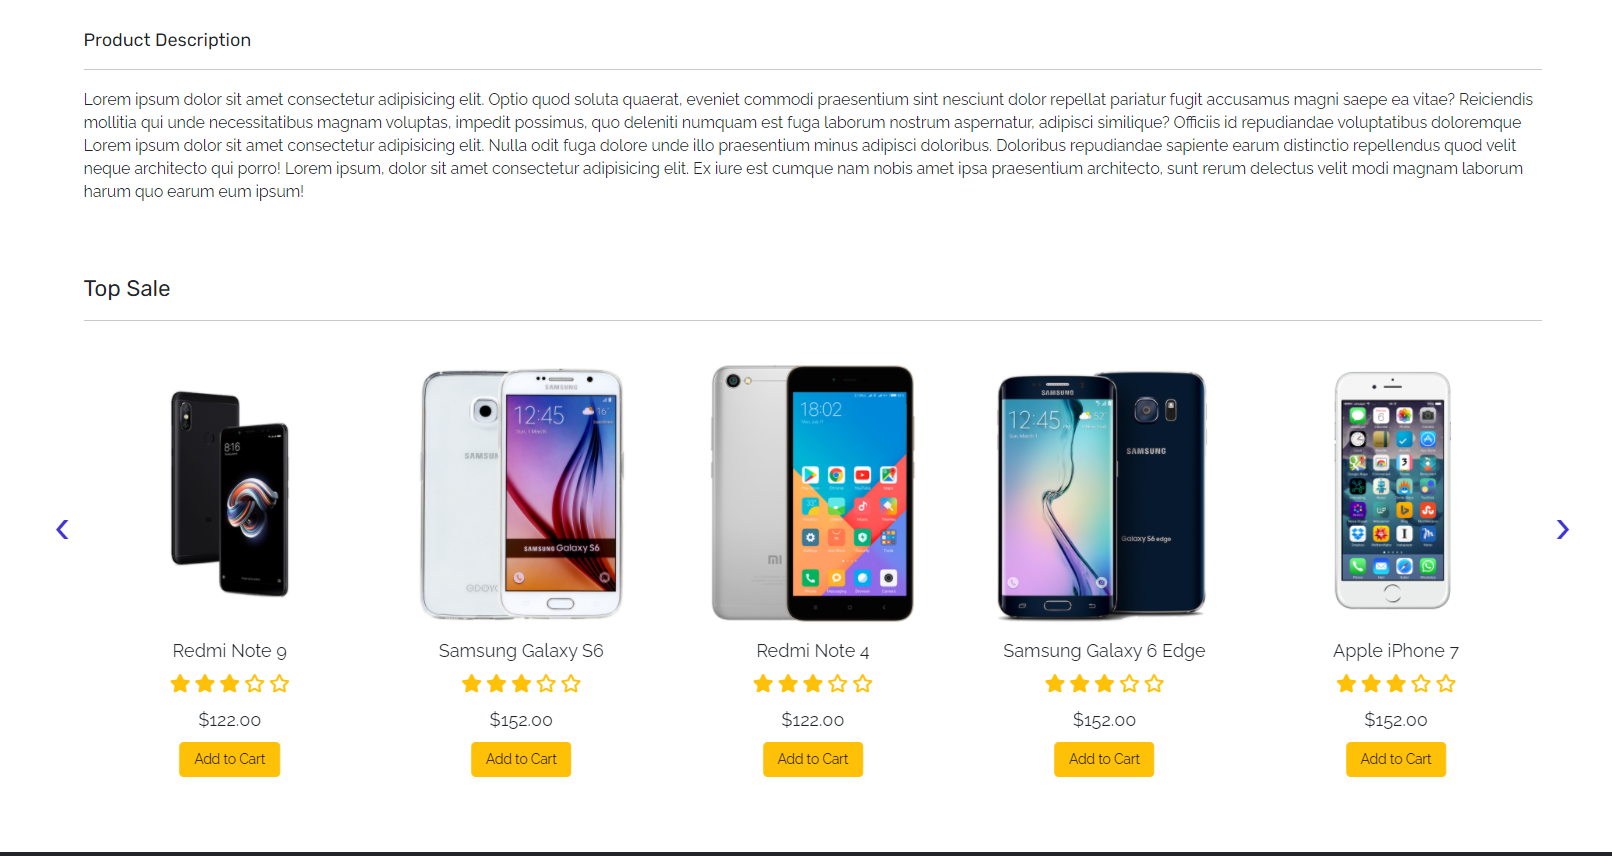 Product Description
Lorem ipsum dolor sit amet consectetur adipisicing elit. Optio quod soluta quaerat, eveniet commodi praesentium sint nesciunt dolor repellat pariatur fugit accusamus magni saepe ea vitae? Reiciendis
mollitia qui unde necessitatibus magnam voluptas, impedit possimus, quo deleniti numquam est fuga laborum nostrum aspernatur, adipisci similique? Officiis id repudiandae voluptatibus doloremque
Lorem ipsum dolor sit amet consectetur adipisicing elit. Nulla odit fuga dolore unde illo praesentium minus adipisci doloribus. Doloribus repudiandae sapiente earum distinctio repellendus quod velit
neque architecto qui porro! Lorem ipsum, dolor sit amet consectetur adipisicing elit. Ex iure est cumque nam nobis amet ipsa praesentium architecto, sunt rerum delectus velit modi magnam laborum
harum quo earum eum ipsum!
Top Sale
8:16
SAMSUNG
12:45
16°
SAMSUN
SAMSUNG Galaxy S6
18:02
MI
SAMSUNG
12:45
52°
SAMSUNG
Galaxy S6 edge
Redmi Note 9
Samsung Galaxy S6
Redmi Note 4
Samsung Galaxy 6 Edge
Apple iPhone 7
$122.00
$152.00
$122.00
$152.00
$152.00
Add to Cart
Add to Cart
Add to Cart
Add to Cart
Add to Cart